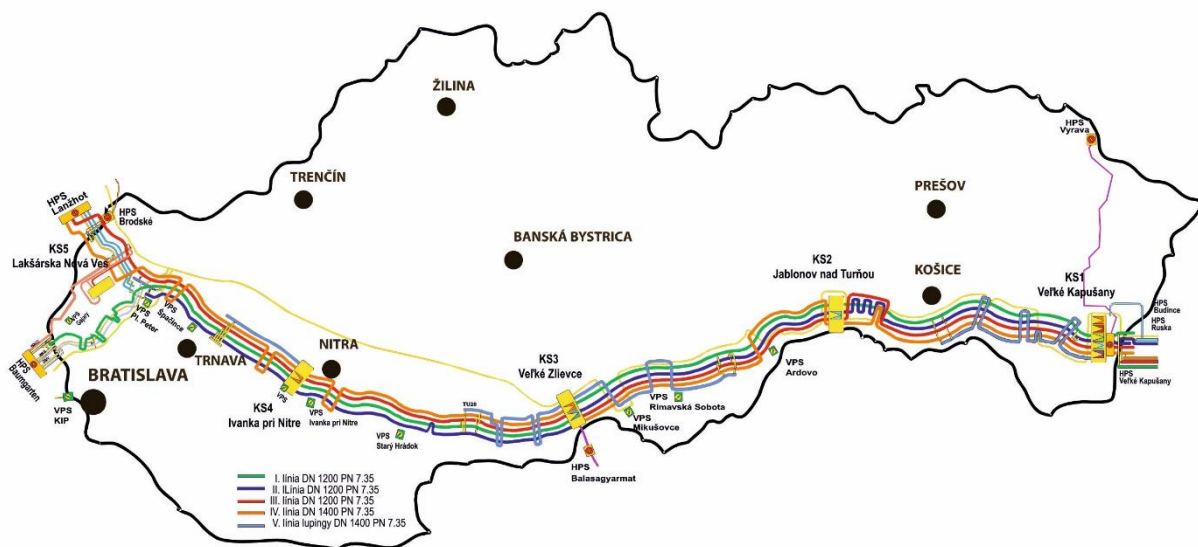 ŽILINA
HPS
Vyrava
TRENČÍN
PREŠOV
HPS
Lanžhot
HPS
Brodské
BANSKÁ BYSTRICA
KS5
Lakšárska Nová Ves
KS2
Jablonov nad Turňou
KOŠICE
KS1
Veľké Kapušany
HPS
Budince
HPS
Ruska
HPS
Veľké Kapušany
VPS
Gajary
VPS
Pl. Peter
VPS
Špačince
TRNAVA
NITRA
KS3
Veľké Zlievce
VPS
Ardovo
HPS
Baumgarten
BRATISLAVA
VPS
KIP
KS4
Ivanka pri Nitre
VPS
VPS
Ivanka pri Nitre
TU28
VPS
Starý Hrádok
VPS
Rimavská Sobota
VPS
Mikušovce
HPS
Balasagyarmat
I. línia DN 1200 PN 7.35
II. ILínia DN 1200 PN 7.35
III. línia DN 1200 PN 7.35
IV. línia DN 1400 PN 7.35
V. línia lupingy DN 1400 PN 7.35